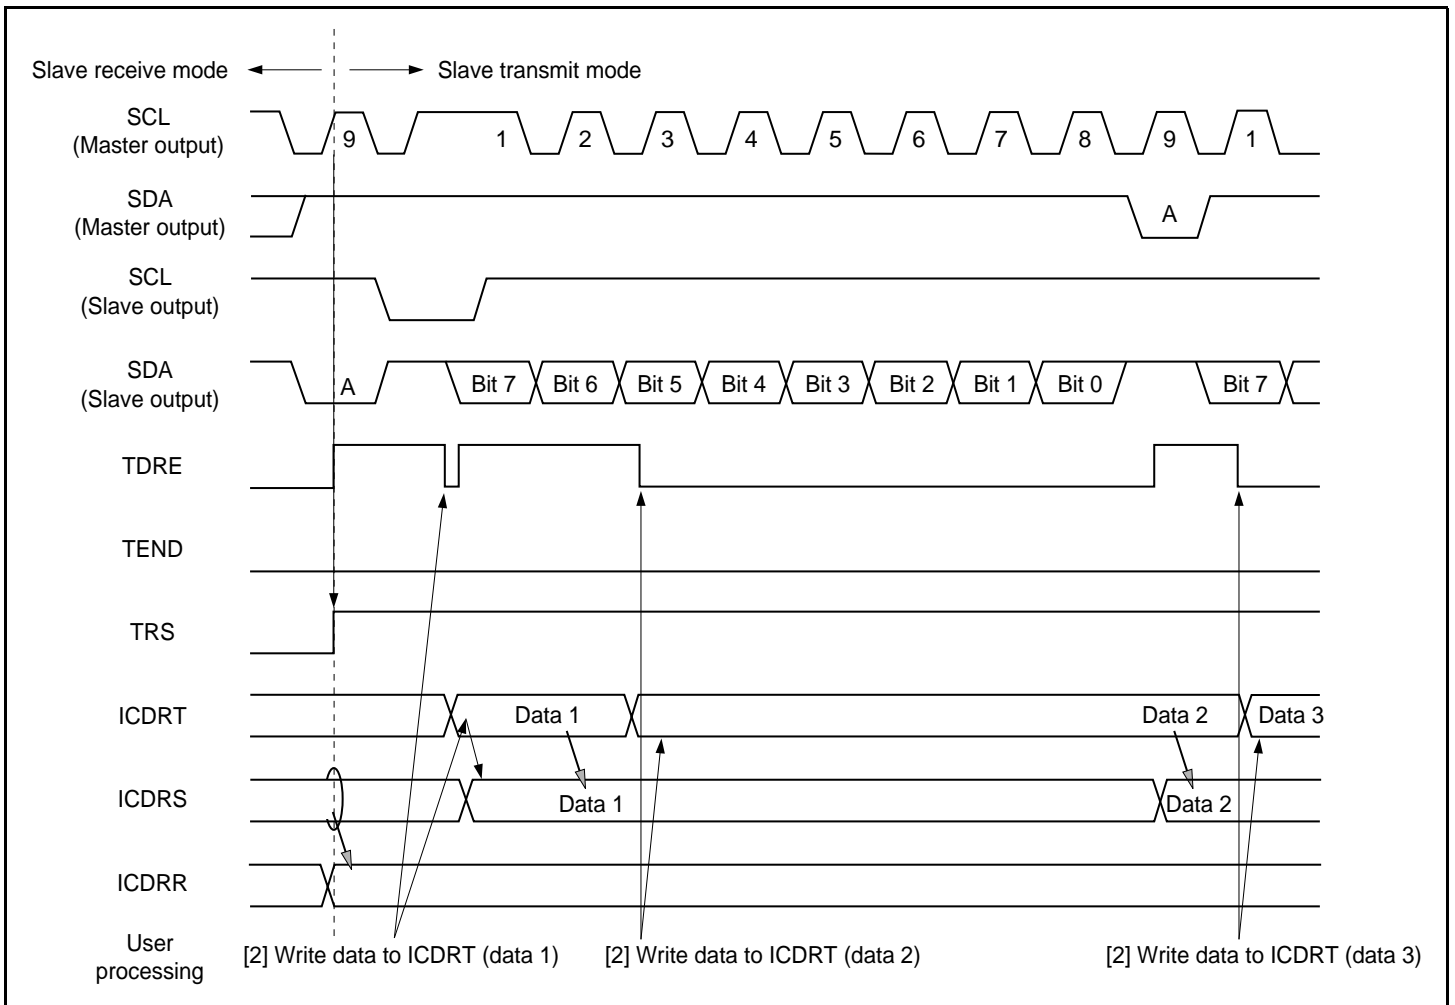 Slave receive mode
Slave transmit mode
SCL
(Master output)
9 1 2 3 4 5 6 7 8 9 1
SDA
(Master output)
A
SCL
(Slave output)
SDA
(Slave output)
A Bit 7 Bit 6 Bit 5 Bit 4 Bit 3 Bit 2 Bit 1 Bit 0 Bit 7
TDRE
TEND
TRS
ICDRT
Data 1 Data 2 Data 3
ICDRS
Data 1 Data 2
ICDRR
User
processing
[2] Write data to ICDRT (data 1) [2] Write data to ICDRT (data 2) [2] Write data to ICDRT (data 3)